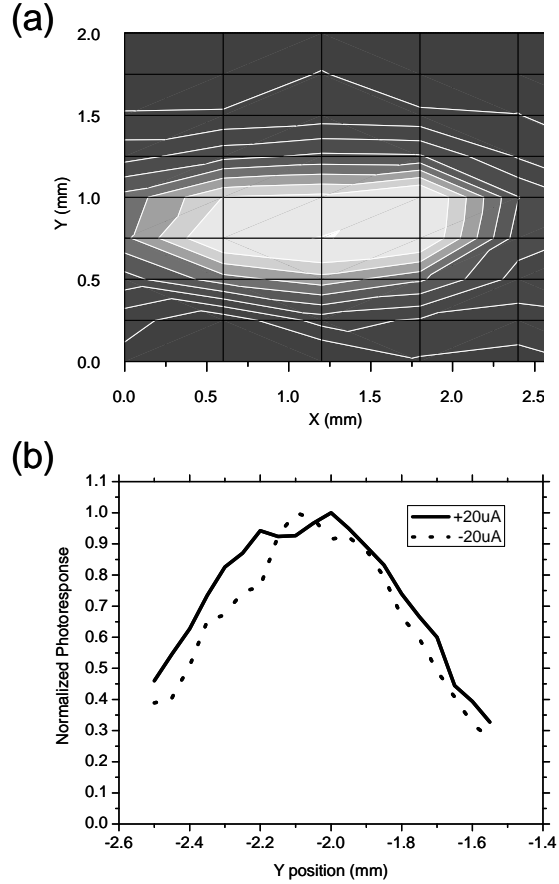 (a)
2.0
1.5
1.0
0.5
0.0
Y (mm)
0.0 0.5 1.0 1.5 2.0 2.5
X (mm)
(b)
1.1
1.0
0.9
0.8
0.7
0.6
0.5
0.4
0.3
0.2
0.1
0.0
Normalized Photoresponse
+20uA
-20uA
-2.6 -2.4 -2.2 -2.0 -1.8 -1.6 -1.4
Y position (mm)